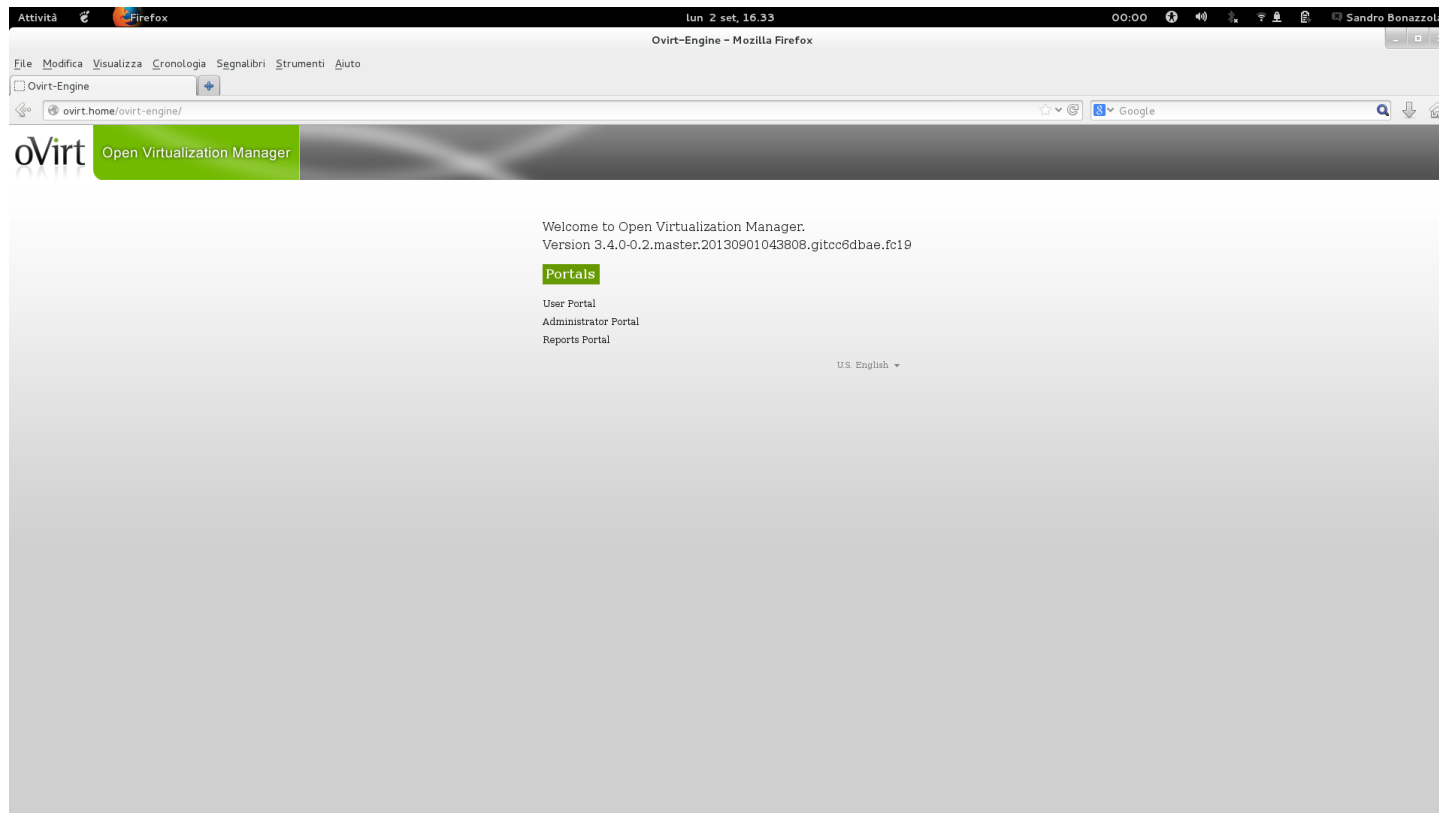 Attività Firefox lun 2 set, 16.33 00:00 Sandro Bonazzola
Ovirt-Engine - Mozilla Firefox
File Modifica Visualizza Cronologia Segnalibri Strumenti Aiuto
Ovirt-Engine
ovirt.home/ovirt-engine/ 8 Google
oVirt Open Virtualization Manager
Welcome to Open Virtualization Manager.
Version 3.4.0-0.2.master.20130901043808.gitcc6dbae.fc19
Portals
User Portal
Administrator Portal
Reports Portal
U.S. English